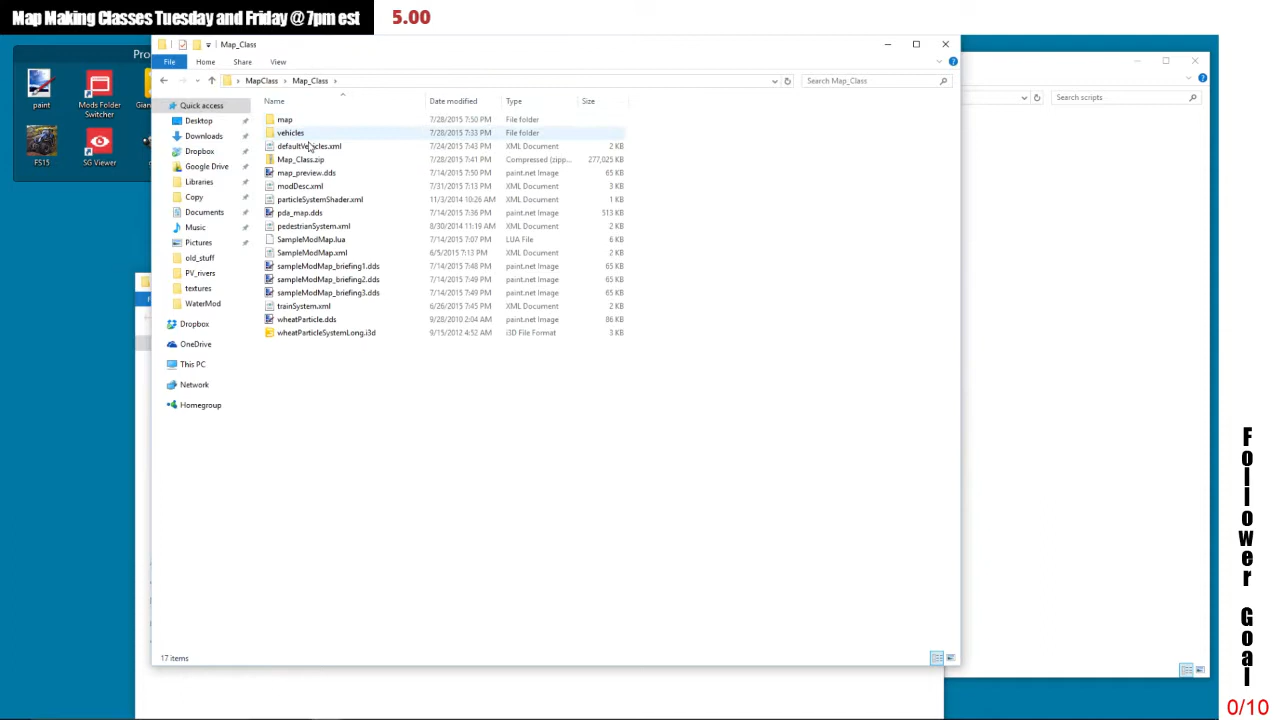 Map Making Classes Tuesday and Friday @ 7pm est
5.00
Pro
paint
Mods Folder Switcher
Gian
FS15
SG Viewer
Map_Class
File
Home
Share
View
MapClass
Map_Class
Search Map_Class
Search scripts
Quick access
Desktop
Downloads
Dropbox
Google Drive
Libraries
Copy
Documents
Music
Pictures
old_stuff
PV_rivers
textures
WaterMod
Dropbox
OneDrive
This PC
Network
Homegroup
Name Date modified Type Size
map 7/28/2015 7:50 PM File folder
vehicles 7/28/2015 7:33 PM File folder
defaultVehicles.xml 7/24/2015 7:43 PM XML Document 2 KB
Map_Class.zip 7/28/2015 7:41 PM Compressed (zipp... 277,025 KB
map_preview.dds 7/14/2015 7:50 PM paint.net Image 65 KB
modDesc.xml 7/31/2015 7:13 PM XML Document 3 KB
particleSystemShader.xml 11/3/2014 10:26 AM XML Document 1 KB
pda_map.dds 7/14/2015 7:36 PM paint.net Image 513 KB
pedestrianSystem.xml 8/30/2014 11:19 AM XML Document 2 KB
SampleModMap.lua 7/14/2015 7:07 PM LUA File 6 KB
SampleModMap.xml 6/5/2015 7:13 PM XML Document 2 KB
sampleModMap_briefing1.dds 7/14/2015 7:48 PM paint.net Image 65 KB
sampleModMap_briefing2.dds 7/14/2015 7:49 PM paint.net Image 65 KB
sampleModMap_briefing3.dds 7/14/2015 7:49 PM paint.net Image 65 KB
trainSystem.xml 6/26/2015 7:45 PM XML Document 2 KB
wheatParticle.dds 9/28/2010 2:04 AM paint.net Image 86 KB
wheatParticleSystemLong.i3d 9/15/2012 4:52 AM i3D File Format 3 KB
17 items
Follower Goal
0/10